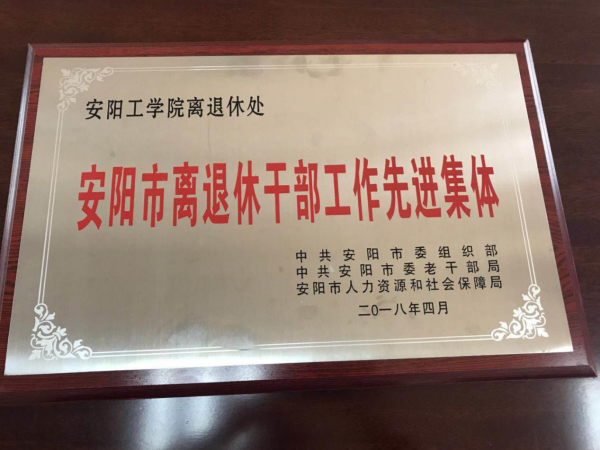 安阳工学院离退休处
安阳市离退休干部工作先进集体
中共安阳市委组织部
中共安阳市委老干部局
安阳市人力资源和社会保障局
二〇一八年四月